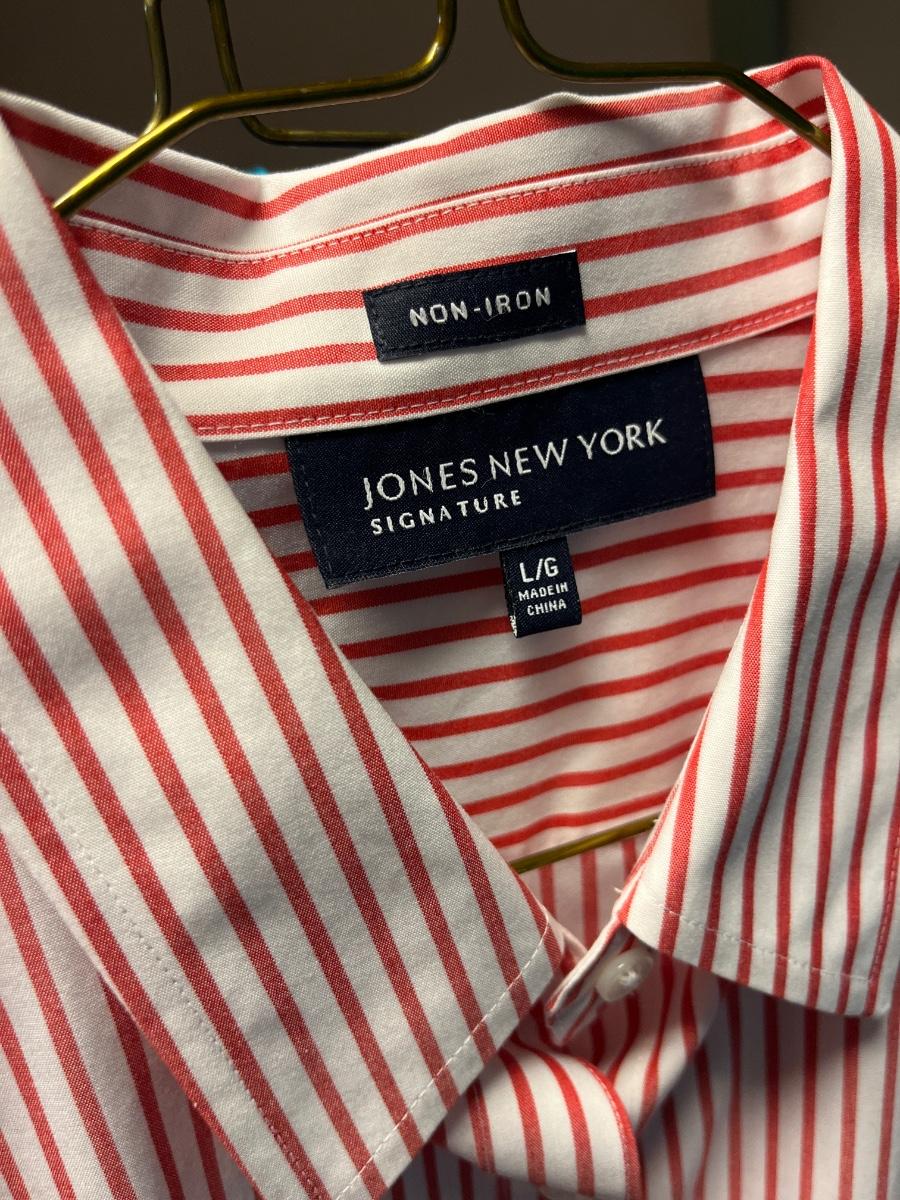 NON-IRON
JONES NEW YORK
SIGNATURE
L/G
MADE IN
CHINA